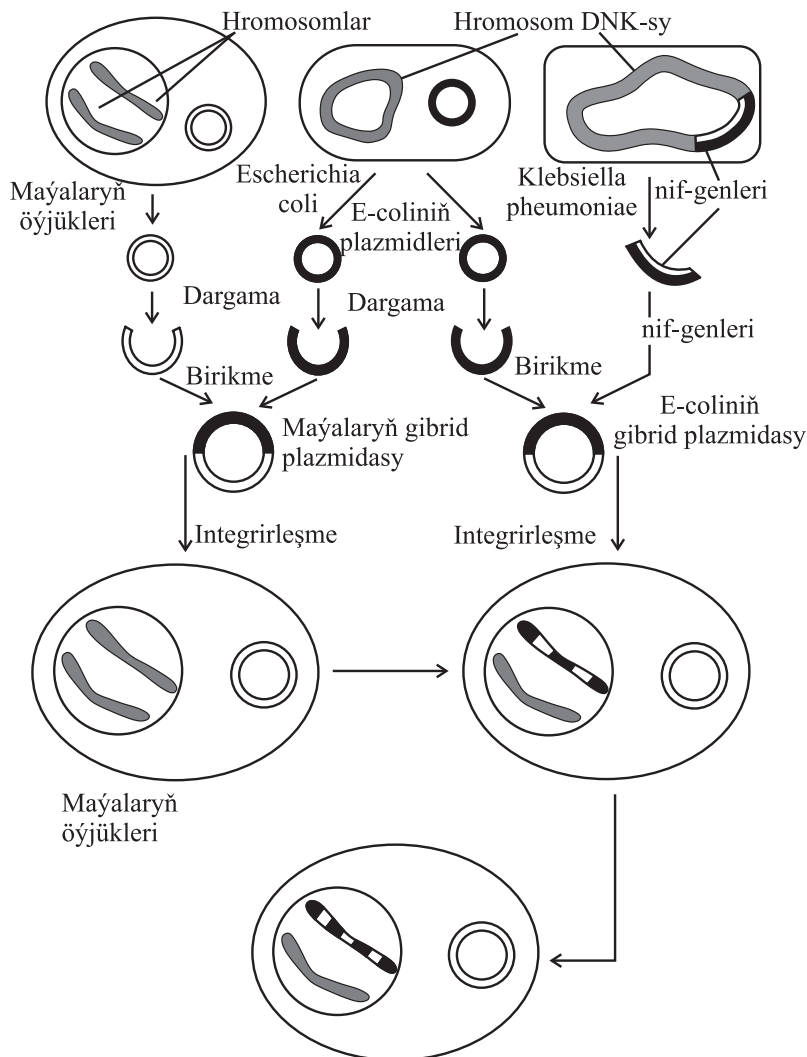 Hromosomlar
Hromosom DNK-sy
Maýalaryň
öýjükleri
Escherichia
coli
E-coliniň
plazmidleri
Klebsiella
pheumoniae
nif-genleri
Dargama
Dargama
nif-genleri
Birikme
Birikme
Maýalaryň gibrid
plazmidasy
E-coliniň
gibrid plazmidasy
Integrirleşme
Integrirleşme
Maýalaryň
öýjükleri